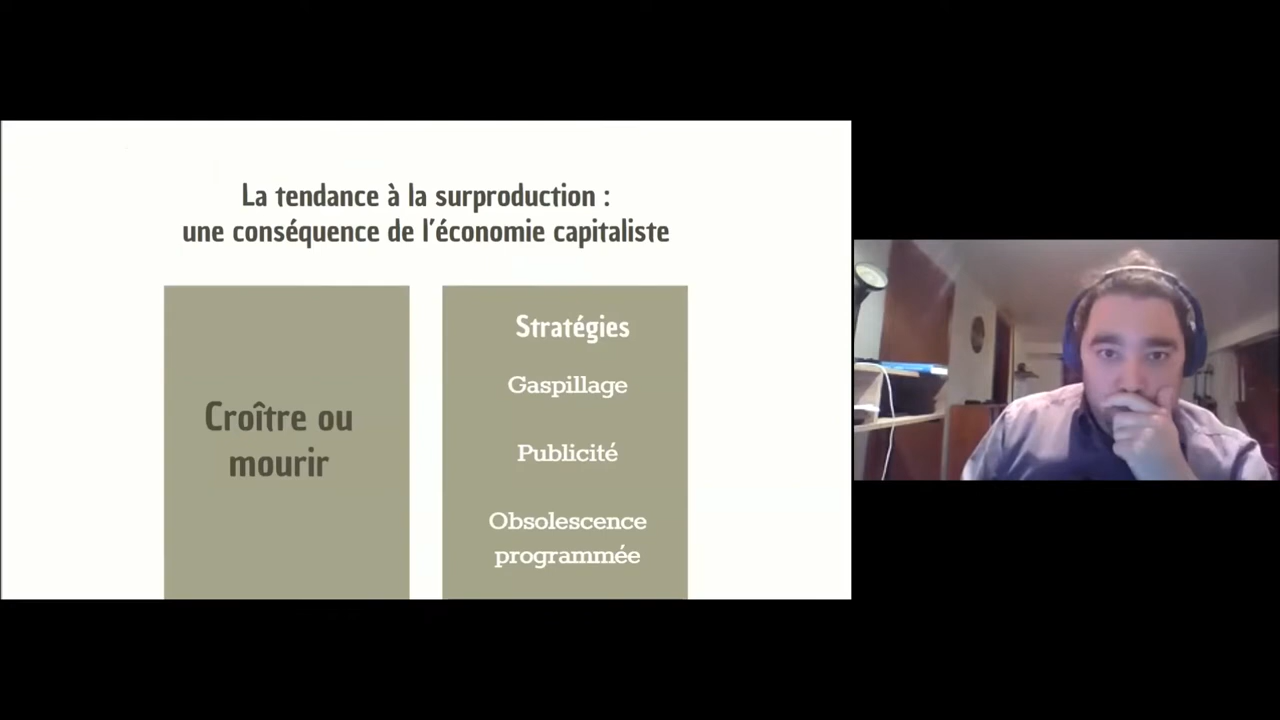 La tendance à la surproduction :
une conséquence de l'économie capitaliste
Croître ou
mourir
Stratégies
Gaspillage
Publicité
Obsolescence
programmée